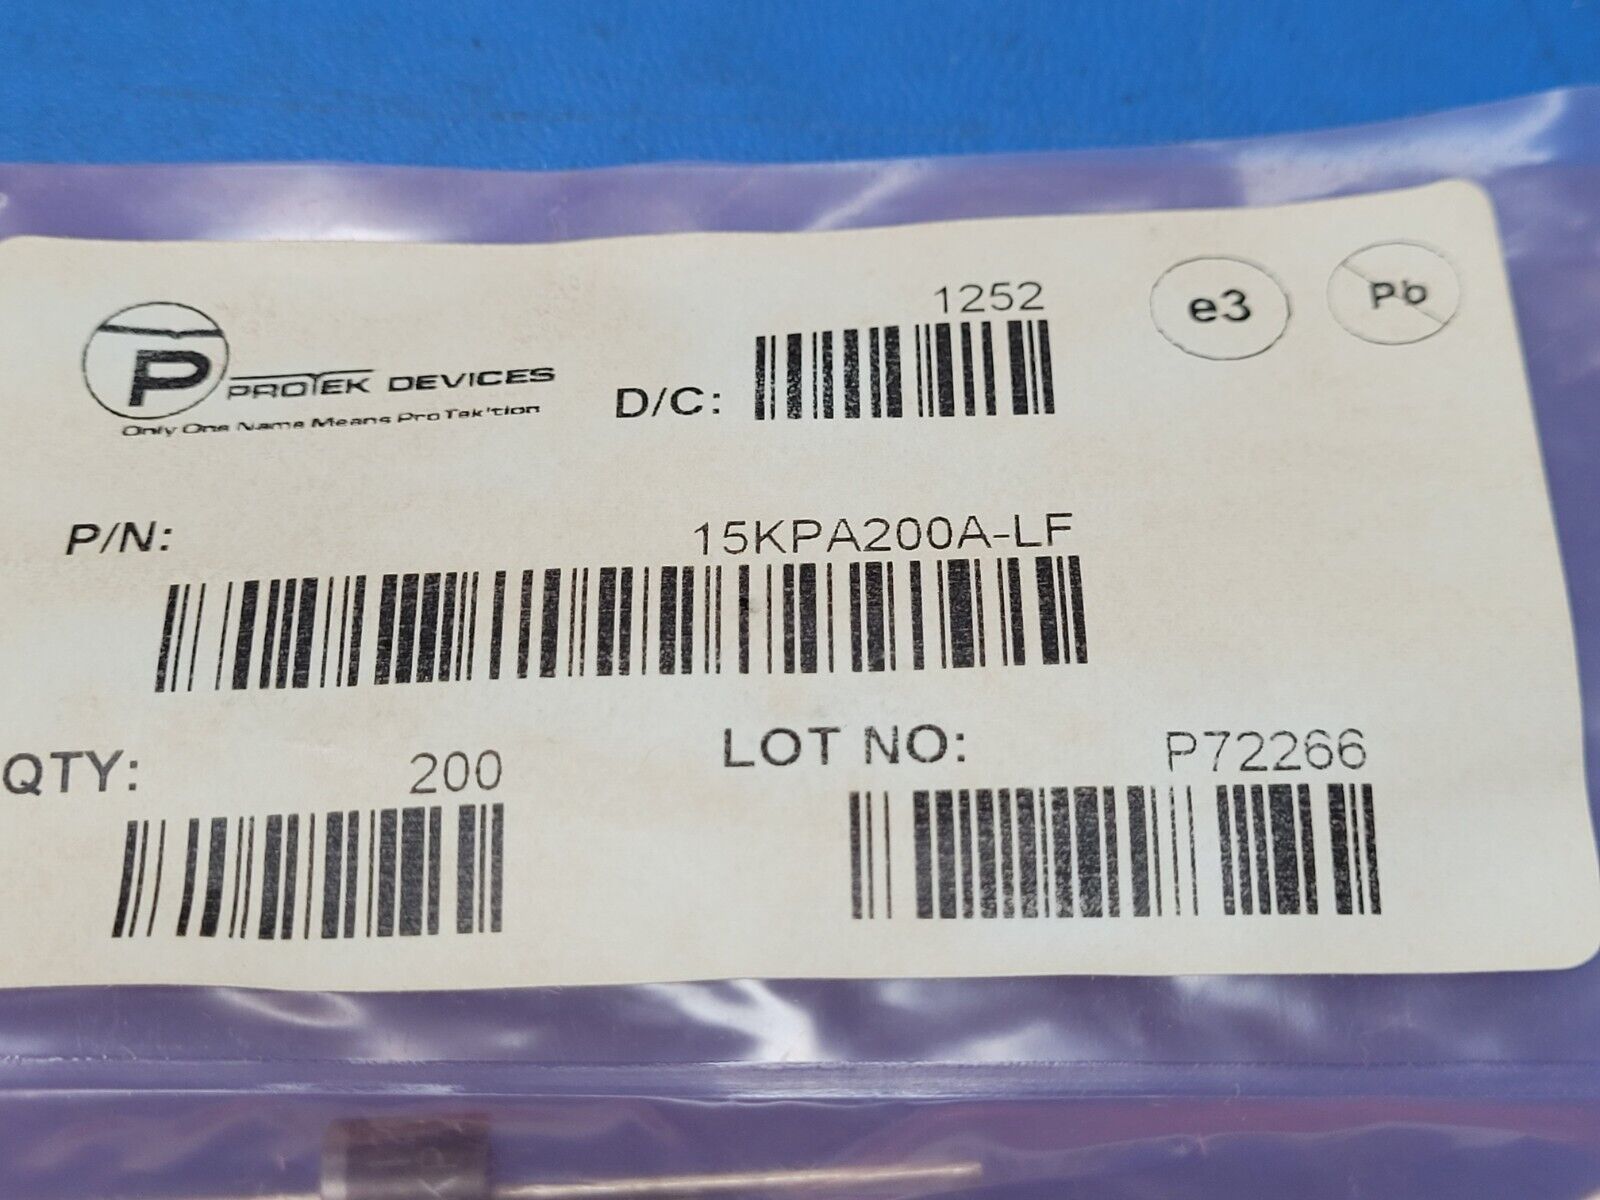 1252
e3
Pb
P
PROTEK DEVICES
Only One Name Means ProTek'tion
D/C:
P/N:
15KPA200A-LF
QTY:
200
LOT NO:
P72266